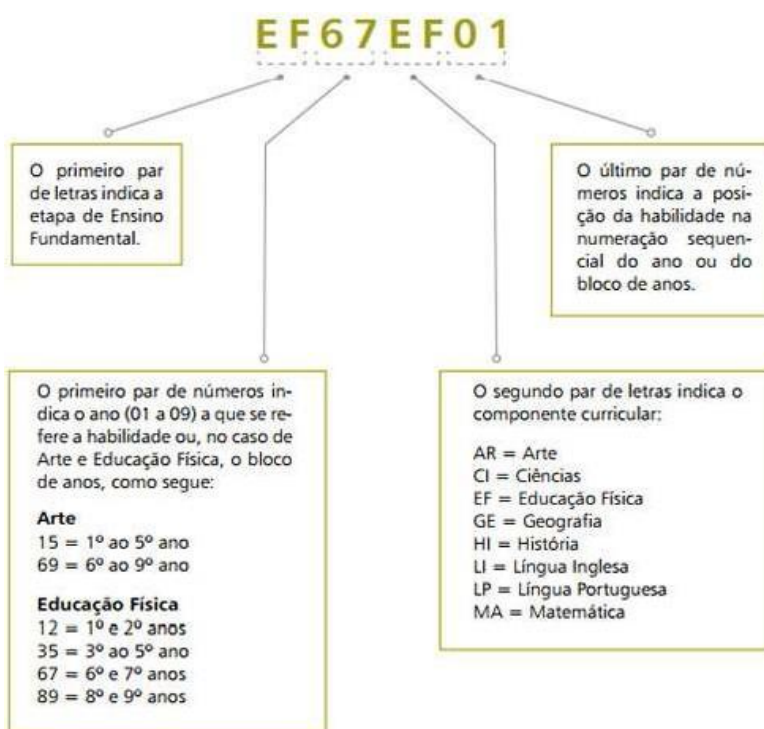 EF67EF01
O primeiro par
de letras indica a
etapa de Ensino
Fundamental.
O último par de nú-
meros indica a posi-
ção da habilidade na
numeração sequen-
cial do ano ou do
bloco de anos.
O primeiro par de números in-
dica o ano (01 a 09) a que se re-
fere a habilidade ou, no caso de
Arte e Educação Física, o bloco
de anos, como segue:
Arte
15 = 1º ao 5º ano
69 = 6º ao 9º ano
Educação Física
12 = 1º e 2º anos
35 = 3º ao 5º ano
67 = 6º e 7º anos
89 = 8º e 9º anos
O segundo par de letras indica o
componente curricular:
AR = Arte
CI = Ciências
EF = Educação Física
GE = Geografia
HI = História
LI = Língua Inglesa
LP = Língua Portuguesa
MA = Matemática